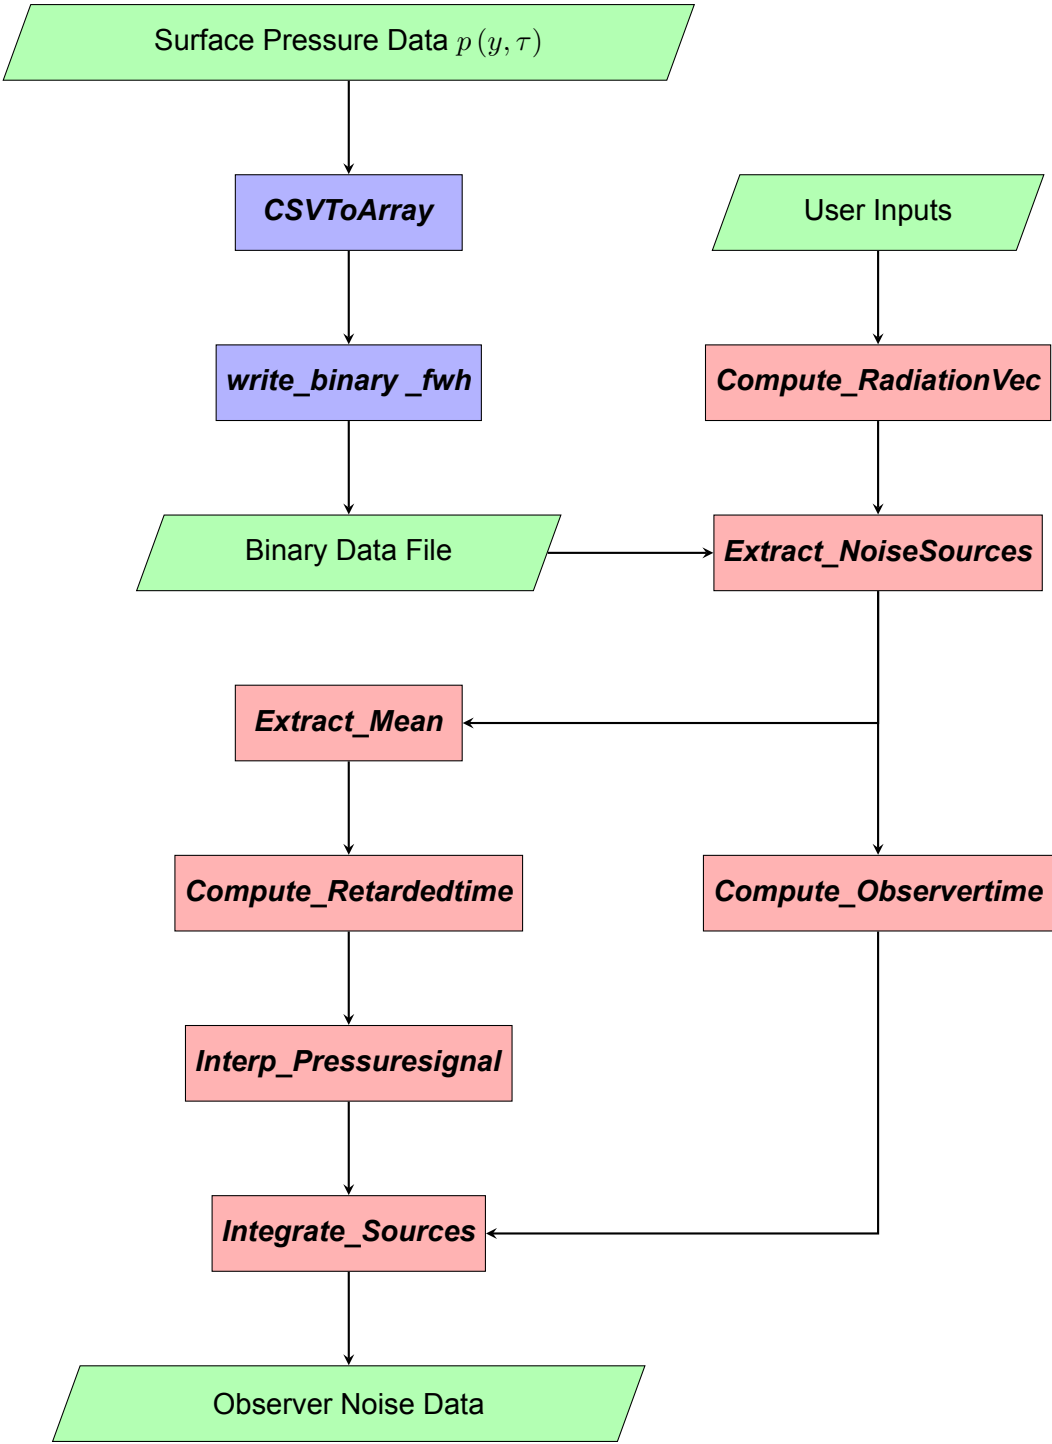 Surface Pressure Data p (y, τ)
CSVToArray
User Inputs
write_binary _fwh
Compute_RadiationVec
Binary Data File
Extract_NoiseSources
Extract_Mean
Compute_Retardedtime
Compute_Observertime
Interp_Pressuresignal
Integrate_Sources
Observer Noise Data